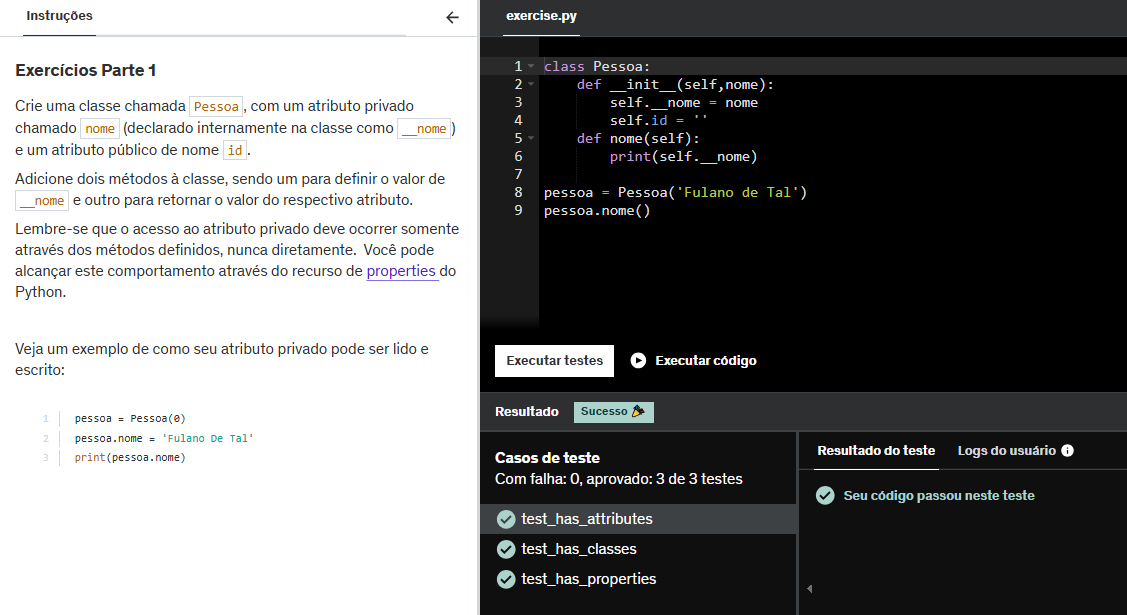 Instruções
Exercícios Parte 1
Crie uma classe chamada Pessoa, com um atributo privado
chamado nome (declarado internamente na classe como __nome)
e um atributo público de nome id.
Adicione dois métodos à classe, sendo um para definir o valor de
__nome e outro para retornar o valor do respectivo atributo.
Lembre-se que o acesso ao atributo privado deve ocorrer somente
através dos métodos definidos, nunca diretamente. Você pode
alcançar este comportamento através do recurso de properties do
Python.
Veja um exemplo de como seu atributo privado pode ser lido e
escrito:
1 pessoa = Pessoa(0)
2 pessoa.nome = 'Fulano De Tal'
3 print(pessoa.nome)
exercise.py
1 class Pessoa:
2     def __init__(self,nome):
3         self.__nome = nome
4         self.id = ''
5     def nome(self):
6         print(self.__nome)
7
8 pessoa = Pessoa('Fulano de Tal')
9 pessoa.nome()
Executar testes Executar código
Resultado Sucesso 🎉
Casos de teste
Com falha: 0, aprovado: 3 de 3 testes
test_has_attributes
test_has_classes
test_has_properties
Resultado do teste Logs do usuário
Seu código passou neste teste